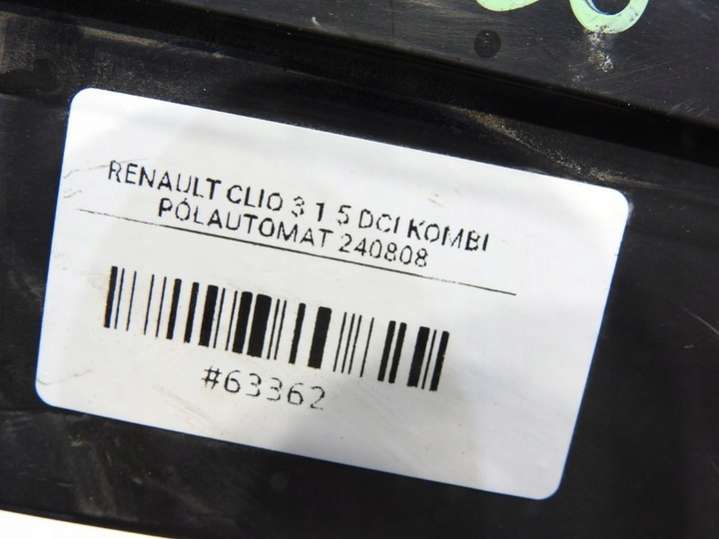 RENAULT CLIO 3 1 5 DCI KOMBI
PÓŁAUTOMAT 240808
#63362